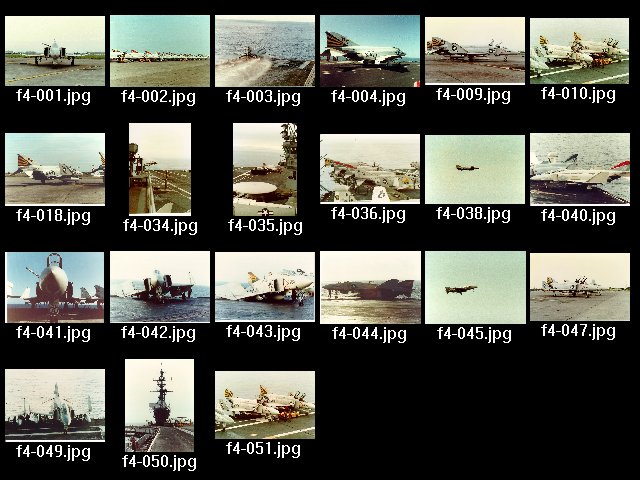 f4-001.jpg f4-002.jpg f4-003.jpg f4-004.jpg f4-009.jpg f4-010.jpg
f4-018.jpg f4-034.jpg f4-035.jpg f4-036.jpg f4-038.jpg f4-040.jpg
f4-041.jpg f4-042.jpg f4-043.jpg f4-044.jpg f4-045.jpg f4-047.jpg
f4-049.jpg f4-050.jpg f4-051.jpg